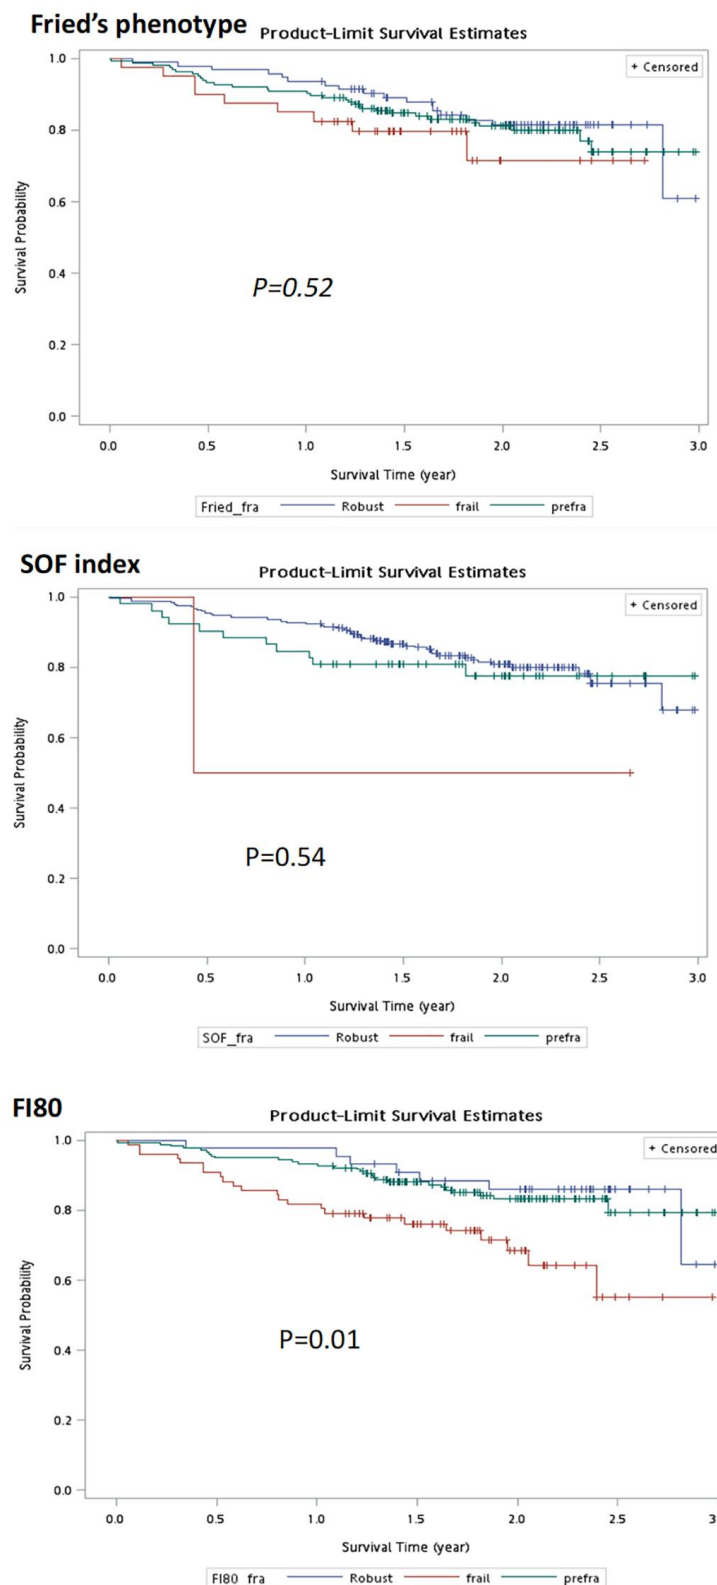 Fried's phenotype
Product-Limit Survival Estimates
+ Censored
1.0
0.8
0.6
0.4
0.2
0.0
Survival Probability
P=0.52
0.0 0.5 1.0 1.5 2.0 2.5 3.0
Survival Time (year)
Fried_fra Robust frail prefra
SOF index
Product-Limit Survival Estimates
+ Censored
1.0
0.8
0.6
0.4
0.2
0.0
Survival Probability
P=0.54
0.0 0.5 1.0 1.5 2.0 2.5 3.0
Survival Time (year)
SOF_fra Robust frail prefra
FI80
Product-Limit Survival Estimates
+ Censored
1.0
0.8
0.6
0.4
0.2
0.0
Survival Probability
P=0.01
0.0 0.5 1.0 1.5 2.0 2.5
Survival Time (year)
FI80_fra Robust frail prefra